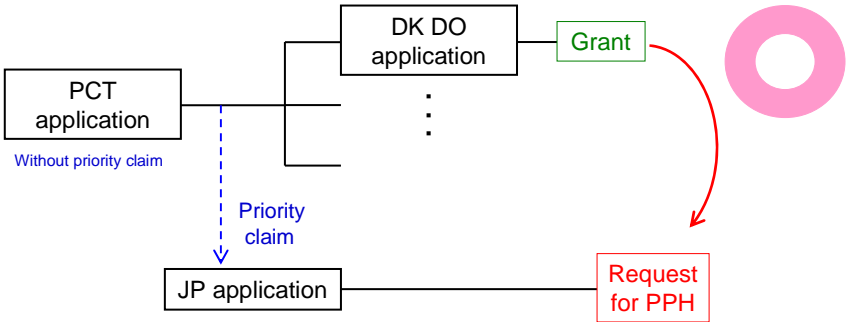 DK DO
application
Grant
PCT
application
Without priority claim
Priority
claim
JP application
Request
for PPH